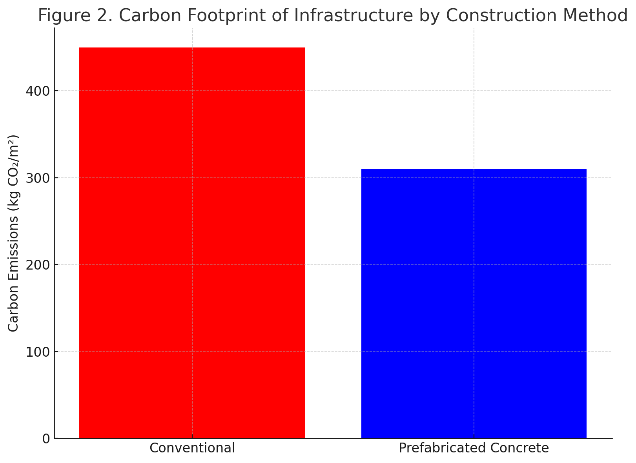 Figure 2. Carbon Footprint of Infrastructure by Construction Method
Carbon Emissions (kg CO₂/m²)
400
300
200
100
0
Conventional
Prefabricated Concrete